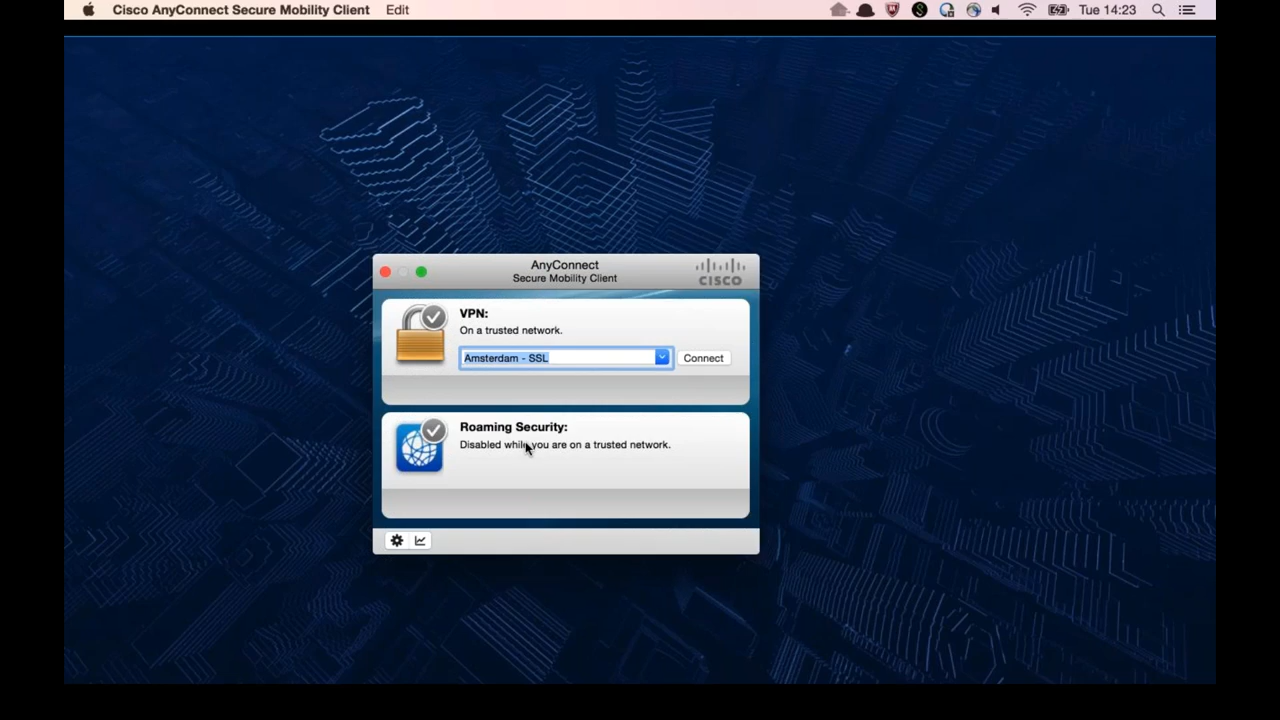 Cisco AnyConnect Secure Mobility Client Edit Tue 14:23
AnyConnect
Secure Mobility Client
CISCO
VPN:
On a trusted network.
Amsterdam - SSL Connect
Roaming Security:
Disabled while you are on a trusted network.